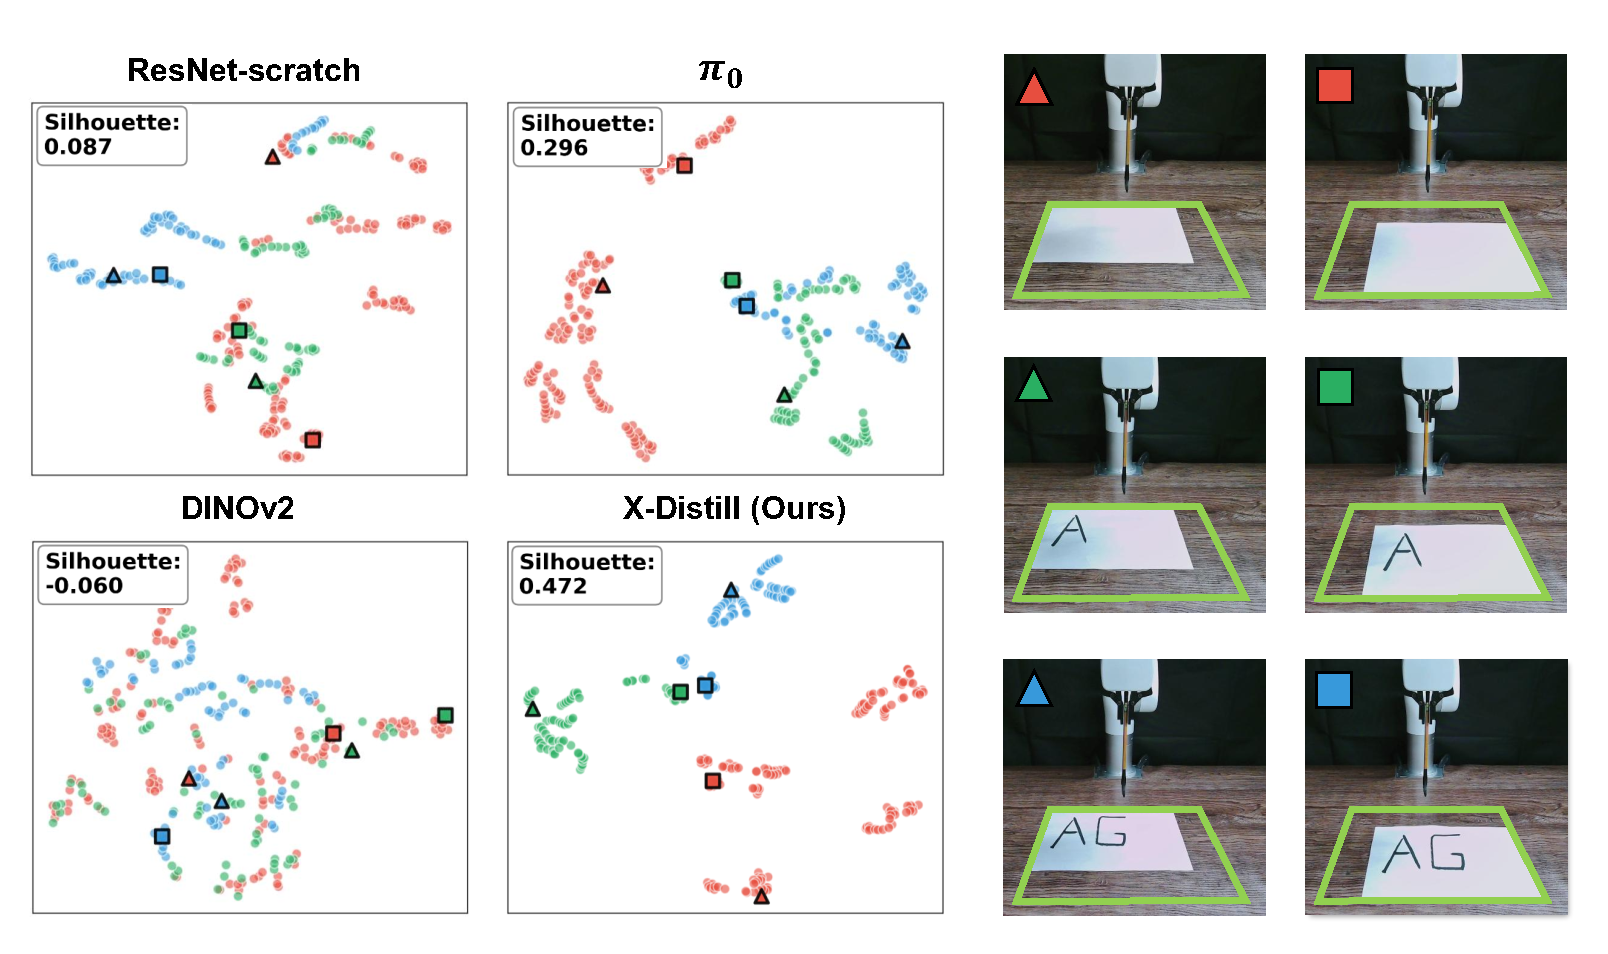 ResNet-scratch
Silhouette:
0.087
π₀
Silhouette:
0.296
DINOv2
Silhouette:
-0.060
X-Distill (Ours)
Silhouette:
0.472
A
A
AG
AG